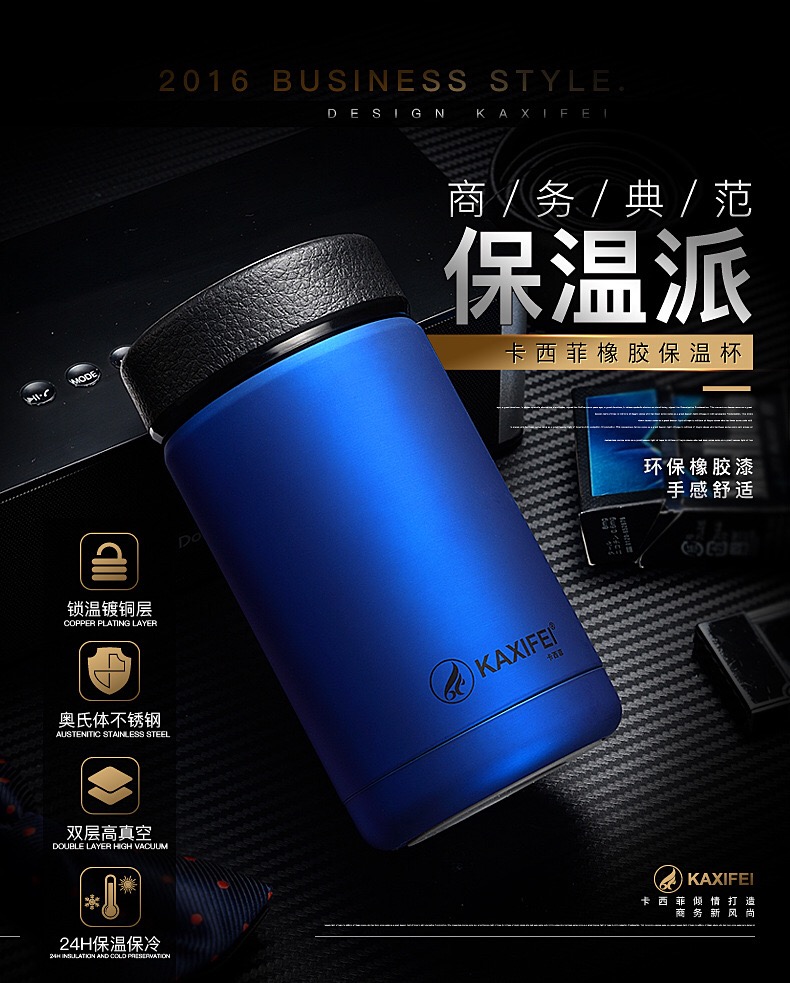 2016 BUSINESS STYLE.
DESIGN KAXIFEI
商/务/典/范
保温派
卡西菲橡胶保温杯
环保橡胶漆
手感舒适
MODE
锁温镀铜层
COPPER PLATING LAYER
奥氏体不锈钢
AUSTENITIC STAINLESS STEEL
双层高真空
DOUBLE LAYER HIGH VACUUM
24H保温保冷
24H INSULATION AND COLD PRESERVATION
KAXIFEI®
卡西菲
KAXIFEI
卡西菲倾情打造
商务新风尚